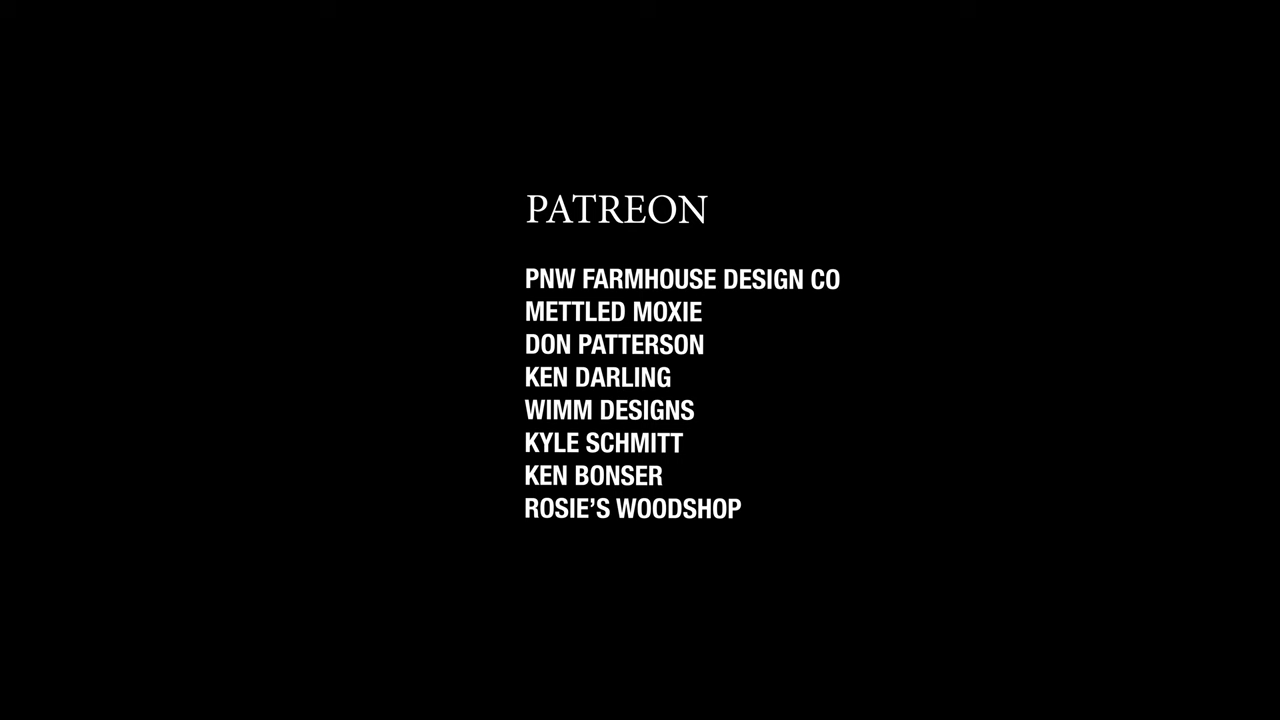 PATREON
PNW FARMHOUSE DESIGN CO
METTLED MOXIE
DON PATTERSON
KEN DARLING
WIMM DESIGNS
KYLE SCHMITT
KEN BONSER
ROSIE’S WOODSHOP